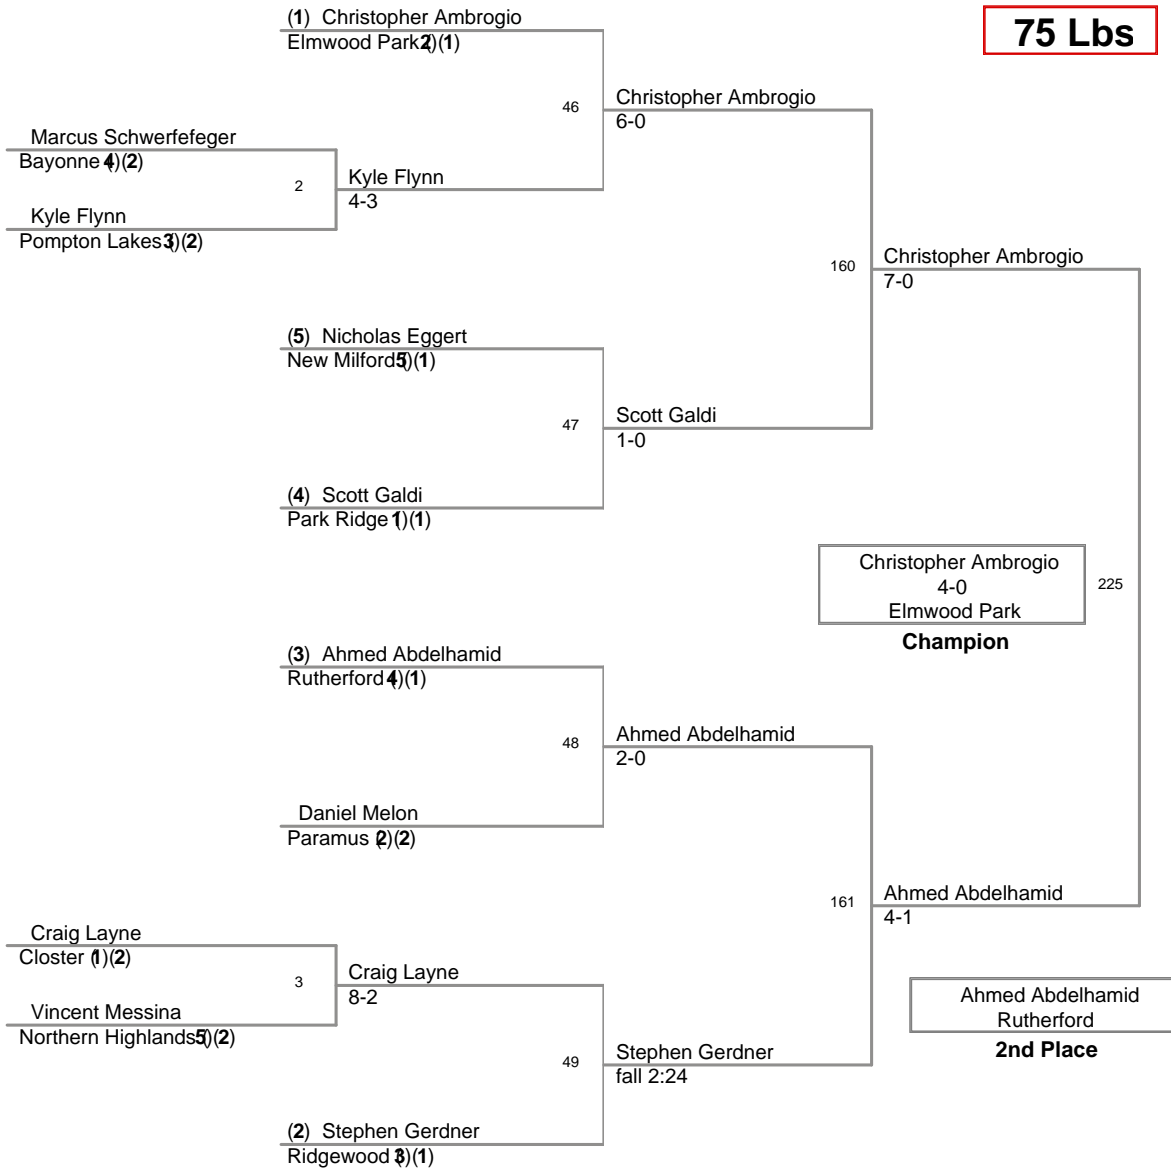 (1) Christopher Ambrogio
75 Lbs
Elmwood Park (2)(1)
46
Christopher Ambrogio
6-0
Marcus Schwerfefeger
Bayonne (4)(2)
2
Kyle Flynn
4-3
Kyle Flynn
Pompton Lakes (3)(2)
160
Christopher Ambrogio
7-0
(5) Nicholas Eggert
New Milford (5)(1)
47
Scott Galdi
1-0
(4) Scott Galdi
Park Ridge (1)(1)
Christopher Ambrogio
4-0
Elmwood Park
225
Champion
(3) Ahmed Abdelhamid
Rutherford (4)(1)
48
Ahmed Abdelhamid
2-0
Daniel Melon
Paramus (2)(2)
161
Ahmed Abdelhamid
4-1
Craig Layne
Closter (1)(2)
3
Craig Layne
8-2
Vincent Messina
Northern Highlands (5)(2)
Ahmed Abdelhamid
Rutherford
2nd Place
49
Stephen Gerdner
fall 2:24
(2) Stephen Gerdner
Ridgewood (3)(1)